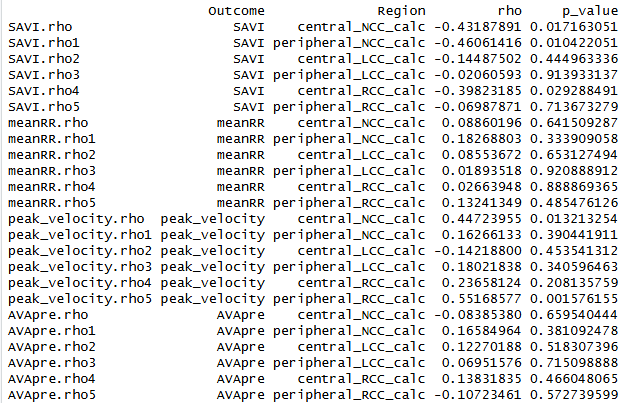 Outcome Region rho p_value
SAVI.rho SAVI central_NCC_calc -0.43187891 0.017163051
SAVI.rho1 SAVI peripheral_NCC_calc -0.46061416 0.010422051
SAVI.rho2 SAVI central_LCC_calc -0.14487502 0.444963336
SAVI.rho3 SAVI peripheral_LCC_calc -0.02060593 0.913933137
SAVI.rho4 SAVI central_RCC_calc -0.39823185 0.029288491
SAVI.rho5 SAVI peripheral_RCC_calc -0.06987871 0.713673279
meanRR.rho meanRR central_NCC_calc 0.08860196 0.641509287
meanRR.rho1 meanRR peripheral_NCC_calc 0.18268803 0.333909058
meanRR.rho2 meanRR central_LCC_calc 0.08553672 0.653127494
meanRR.rho3 meanRR peripheral_LCC_calc 0.01893518 0.920888912
meanRR.rho4 meanRR central_RCC_calc 0.02663948 0.888869365
meanRR.rho5 meanRR peripheral_RCC_calc 0.13241349 0.485476126
peak_velocity.rho peak_velocity central_NCC_calc 0.44723955 0.013213254
peak_velocity.rho1 peak_velocity peripheral_NCC_calc 0.16266133 0.390441911
peak_velocity.rho2 peak_velocity central_LCC_calc -0.14218800 0.453541312
peak_velocity.rho3 peak_velocity peripheral_LCC_calc 0.18021838 0.340596463
peak_velocity.rho4 peak_velocity central_RCC_calc 0.23658124 0.208135759
peak_velocity.rho5 peak_velocity peripheral_RCC_calc 0.55168577 0.001576155
AVApre.rho AVApre central_NCC_calc -0.08385380 0.659540444
AVApre.rho1 AVApre peripheral_NCC_calc 0.16584964 0.381092478
AVApre.rho2 AVApre central_LCC_calc 0.12270188 0.518307396
AVApre.rho3 AVApre peripheral_LCC_calc 0.06951576 0.715098888
AVApre.rho4 AVApre central_RCC_calc 0.13831835 0.466048065
AVApre.rho5 AVApre peripheral_RCC_calc -0.10723461 0.572739599